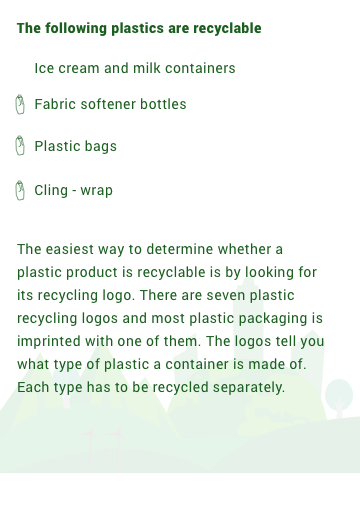 The following plastics are recyclable
Ice cream and milk containers
Fabric softener bottles
Plastic bags
Cling - wrap
The easiest way to determine whether a
plastic product is recyclable is by looking for
its recycling logo. There are seven plastic
recycling logos and most plastic packaging is
imprinted with one of them. The logos tell you
what type of plastic a container is made of.
Each type has to be recycled separately.